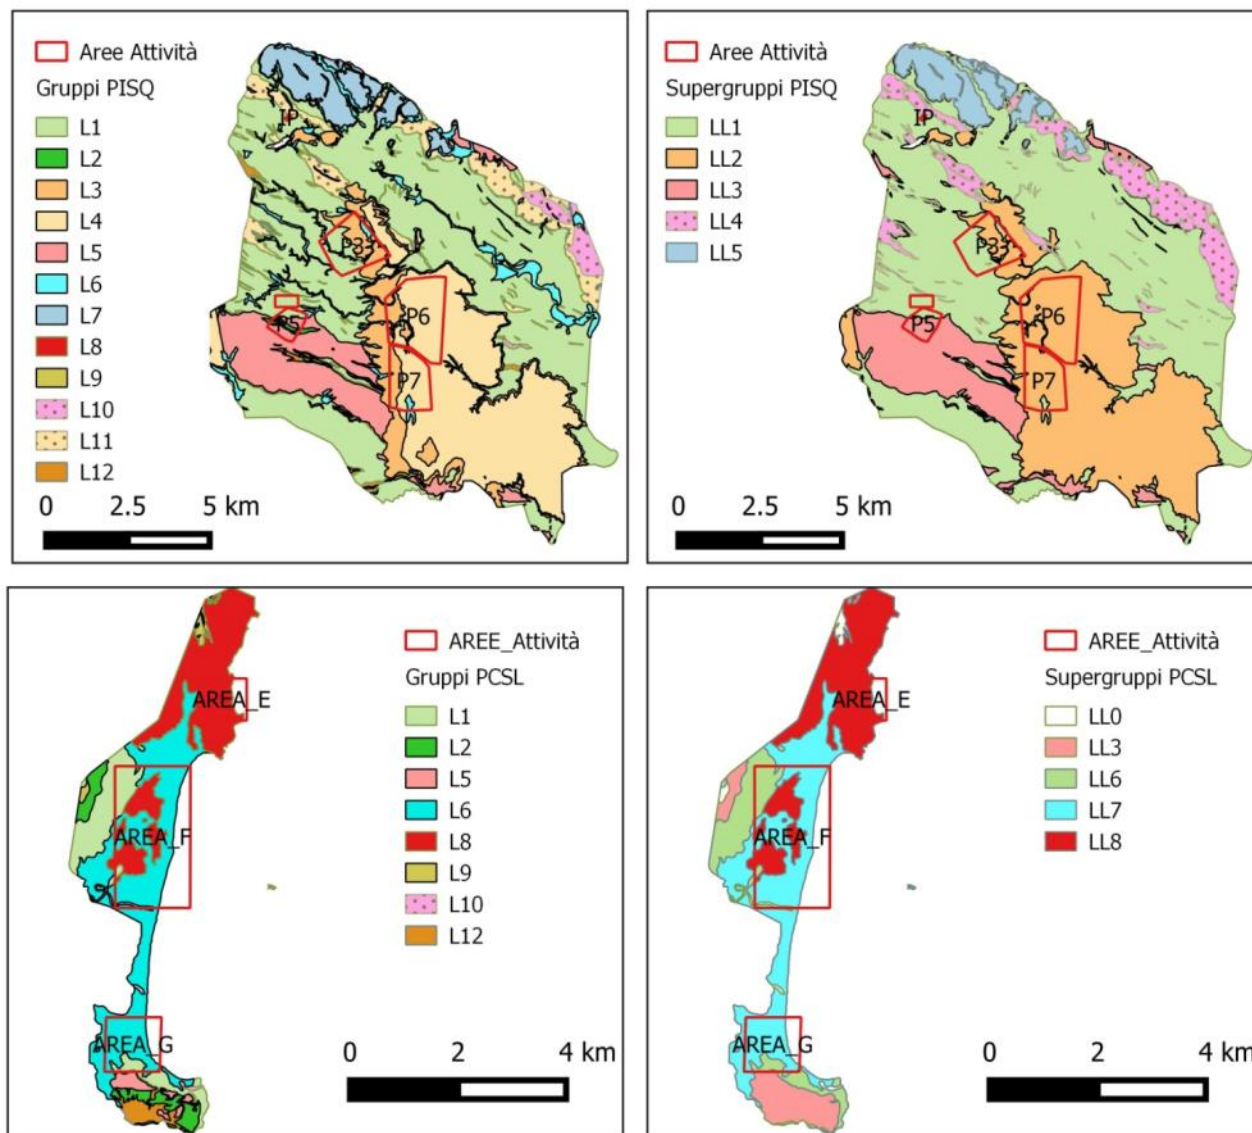 Aree Attività
Gruppi PISQ
L1
L2
L3
L4
L5
L6
L7
L8
L9
L10
L11
L12
0 2.5 5 km
IP
P3
P5
P6
P7
Aree Attività
Supergruppi PISQ
LL1
LL2
LL3
LL4
LL5
0 2.5 5 km
IP
P3
P5
P6
P7
AREE_Attività
Gruppi PCSL
L1
L2
L5
L6
L8
L9
L10
L12
AREA_E
AREA_F
AREA_G
0 2 4 km
AREE_Attività
Supergruppi PCSL
LL0
LL3
LL6
LL7
LL8
AREA_E
AREA_F
AREA_G
0 2 4 km